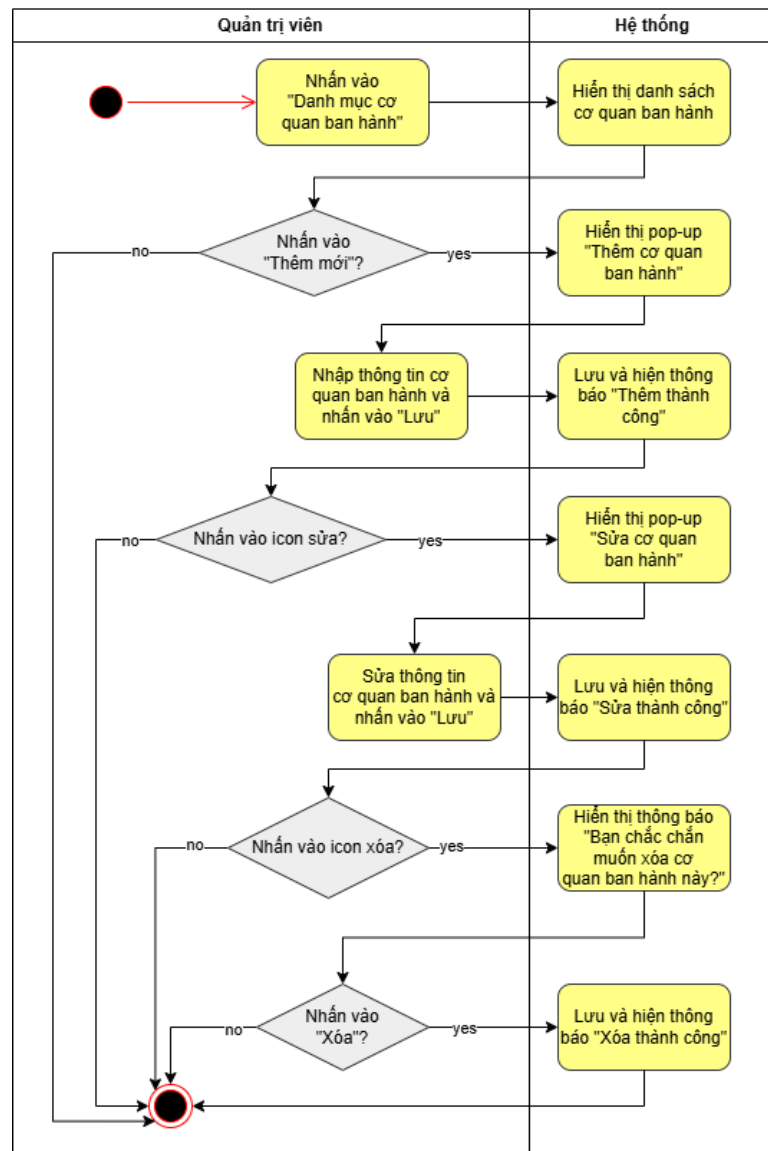 Quản trị viên
Hệ thống
Nhấn vào
"Danh mục cơ
quan ban hành"
Hiển thị danh sách
cơ quan ban hành
Nhấn vào
"Thêm mới"?
no
yes
Hiển thị pop-up
"Thêm cơ quan
ban hành"
Nhập thông tin cơ
quan ban hành và
nhấn vào "Lưu"
Lưu và hiện thông
báo "Thêm thành
công"
Nhấn vào icon sửa?
no
yes
Hiển thị pop-up
"Sửa cơ quan
ban hành"
Sửa thông tin
cơ quan ban hành và
nhấn vào "Lưu"
Lưu và hiện thông
báo "Sửa thành công"
Nhấn vào icon xóa?
no
yes
Hiển thị thông báo
"Bạn chắc chắn
muốn xóa cơ
quan ban hành này?"
Nhấn vào
"Xóa"?
no
yes
Lưu và hiện thông
báo "Xóa thành công"